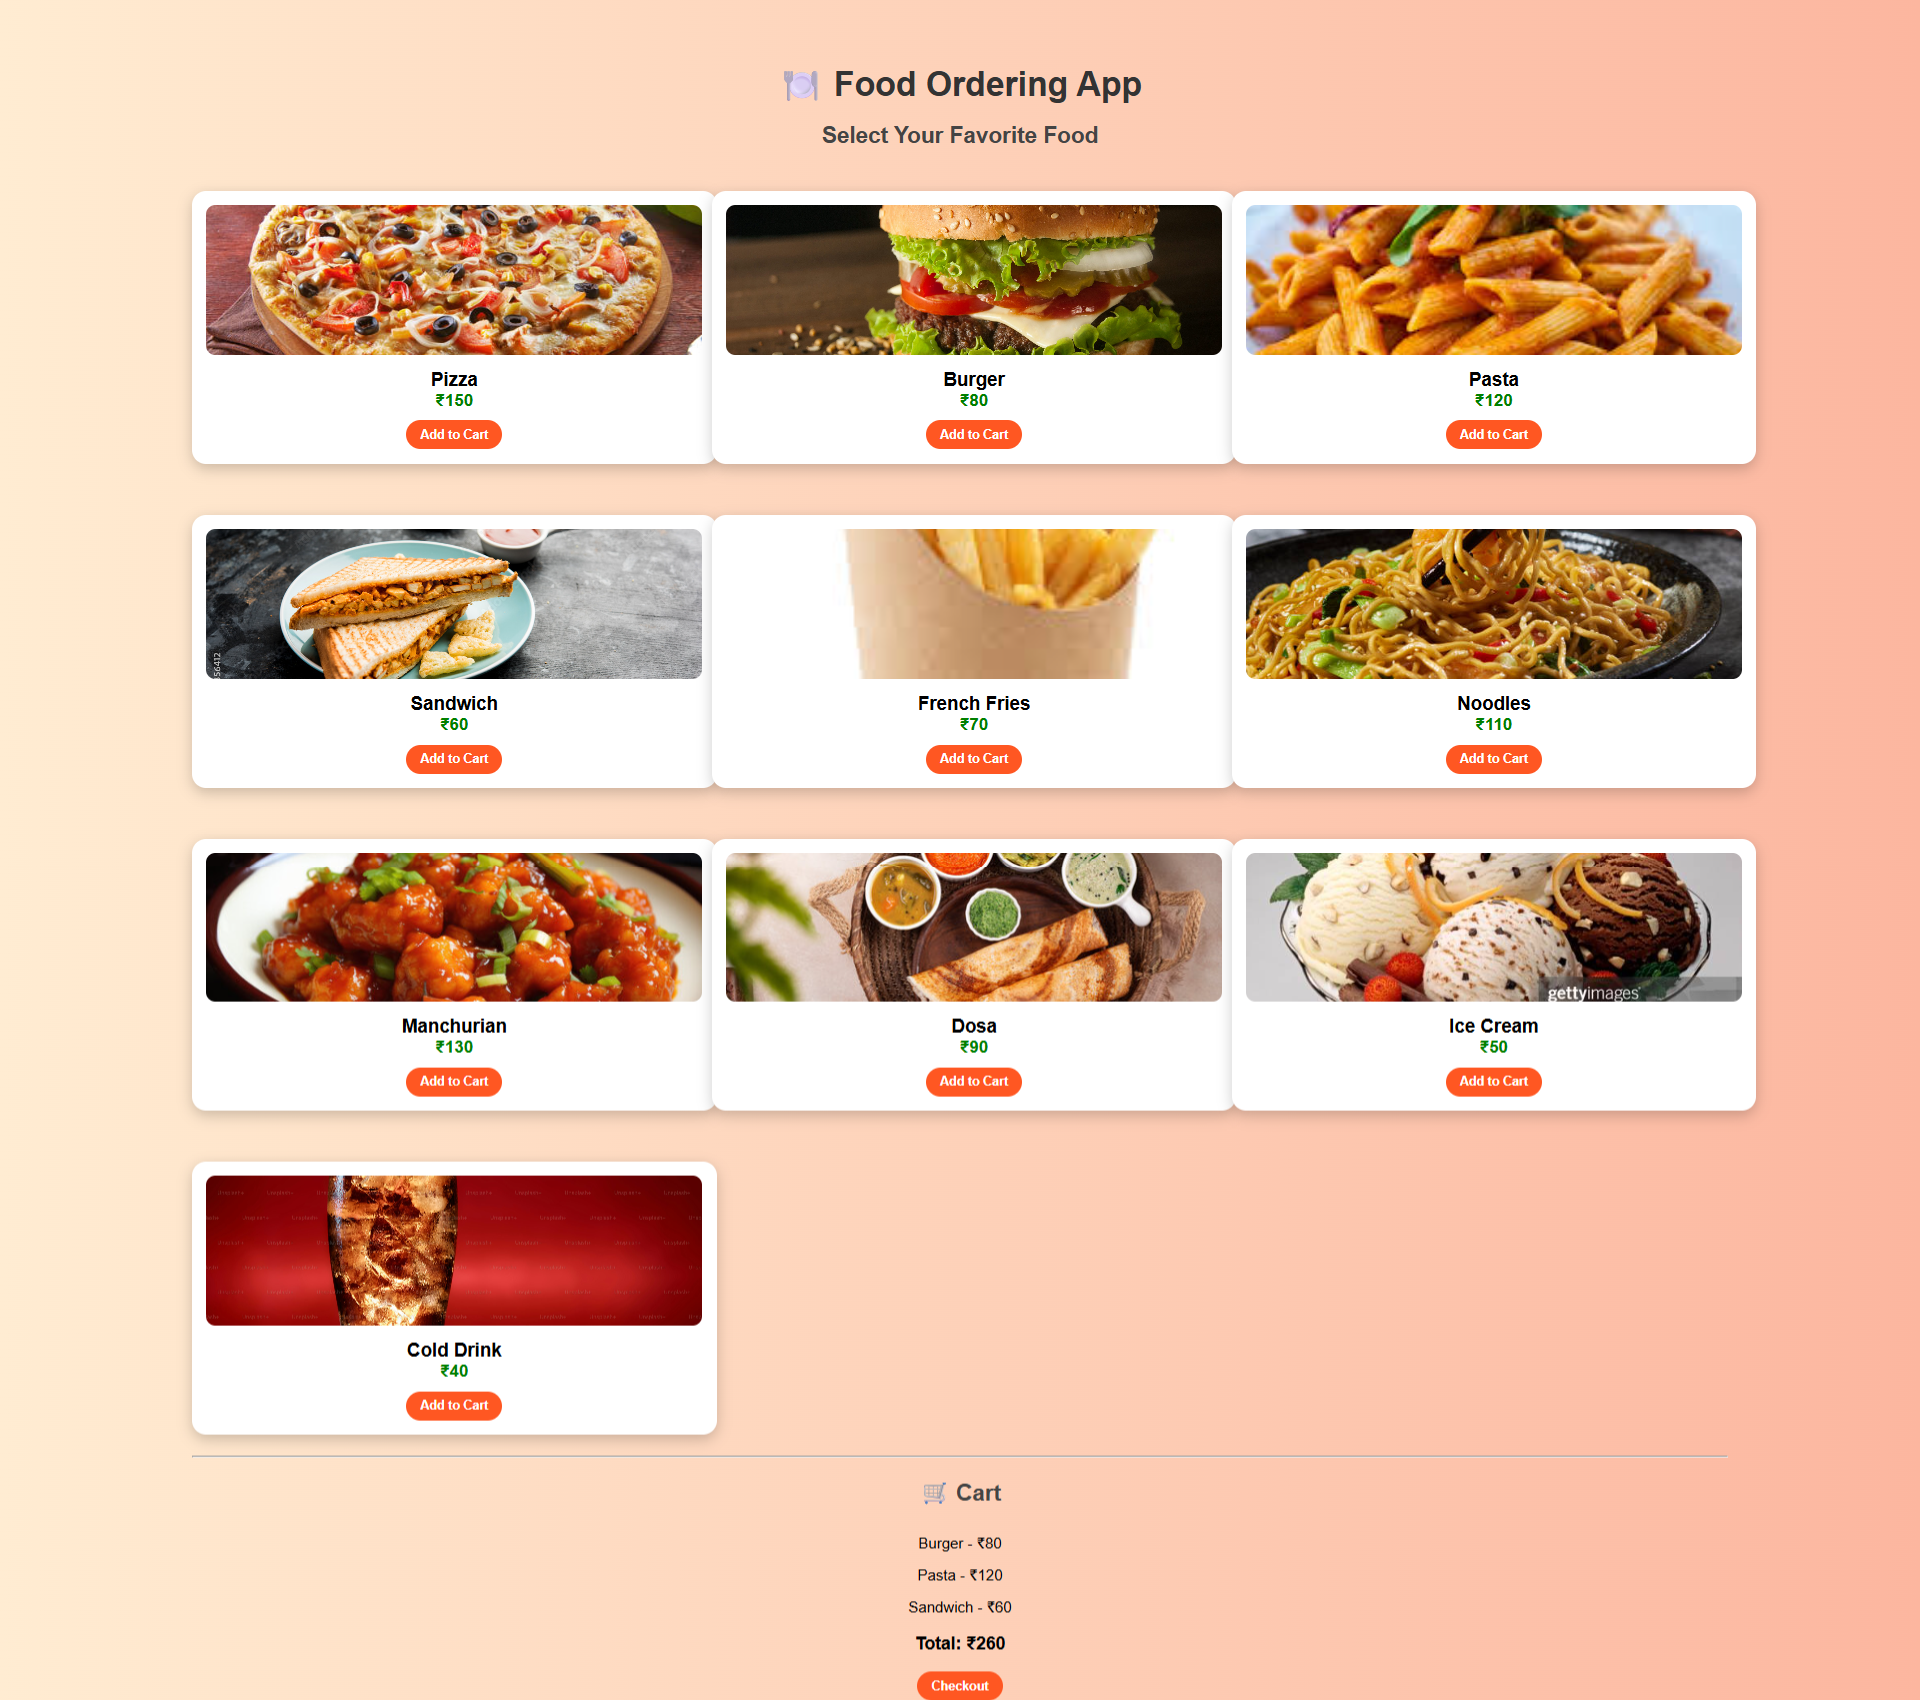 Food Ordering App
Select Your Favorite Food
Pizza
₹150
Add to Cart
Burger
₹80
Add to Cart
Pasta
₹120
Add to Cart
Sandwich
₹60
Add to Cart
French Fries
₹70
Add to Cart
Noodles
₹110
Add to Cart
Manchurian
₹130
Add to Cart
Dosa
₹90
Add to Cart
gettyimages
Ice Cream
₹50
Add to Cart
Cold Drink
₹40
Add to Cart
Cart
Burger - ₹80
Pasta - ₹120
Sandwich - ₹60
Total: ₹260
Checkout